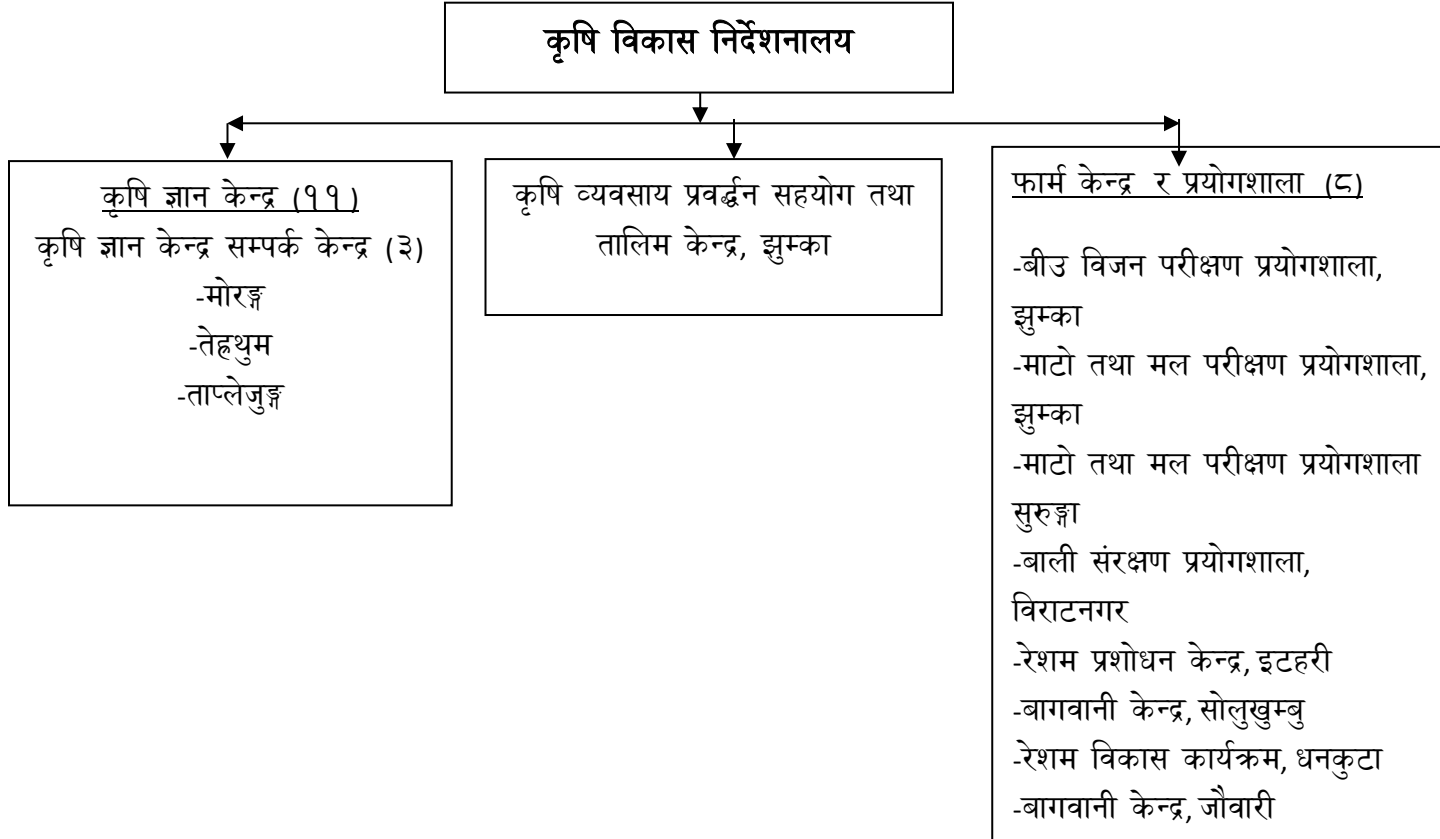 कृषि विकास निर्देशनालय
कृषि ज्ञान केन्द्र (११)
कृषि ज्ञान केन्द्र सम्पर्क केन्द्र (३)
-मोरङ्ग
-तेह्रथुम
-ताप्लेजुङ्ग
कृषि व्यवसाय प्रवर्द्धन सहयोग तथा
तालिम केन्द्र, झुम्का
फार्म केन्द्र र प्रयोगशाला (८)
-बीउ विजन परीक्षण प्रयोगशाला,
झुम्का
-माटो तथा मल परीक्षण प्रयोगशाला,
झुम्का
-माटो तथा मल परीक्षण प्रयोगशाला
सुरुङ्गा
-बाली संरक्षण प्रयोगशाला,
विराटनगर
-रेशम प्रशोधन केन्द्र, इटहरी
-बागवानी केन्द्र, सोलुखुम्बु
-रेशम विकास कार्यक्रम, धनकुटा
-बागवानी केन्द्र, जौवारी